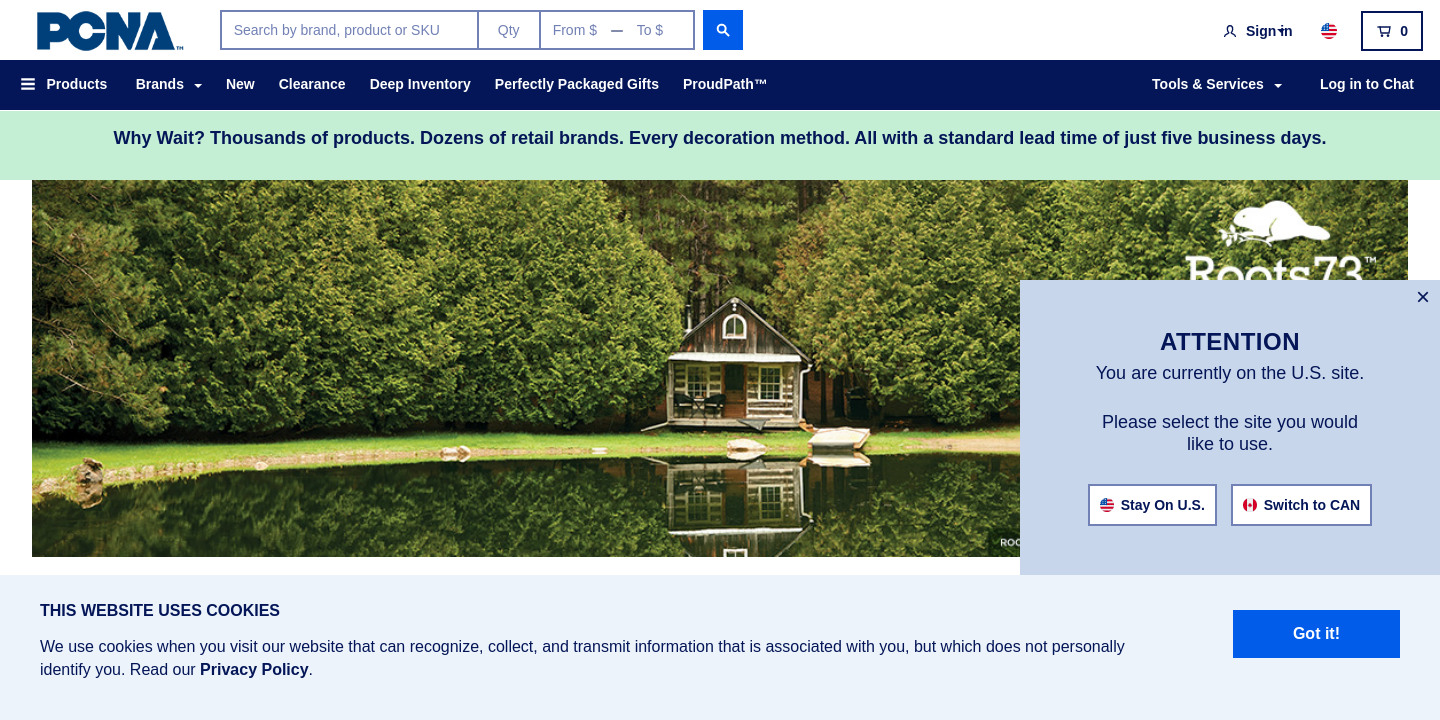 PCNA™
Search by brand, product or SKU
Qty
From $ — To $
Sign in
0
Products
Brands
New
Clearance
Deep Inventory
Perfectly Packaged Gifts
ProudPath™
Tools & Services
Log in to Chat
Why Wait? Thousands of products. Dozens of retail brands. Every decoration method. All with a standard lead time of just five business days.
Roots73™
×
ATTENTION
You are currently on the U.S. site.
Please select the site you would
like to use.
Stay On U.S.
Switch to CAN
THIS WEBSITE USES COOKIES
We use cookies when you visit our website that can recognize, collect, and transmit information that is associated with you, but which does not personally
identify you. Read our Privacy Policy.
Got it!